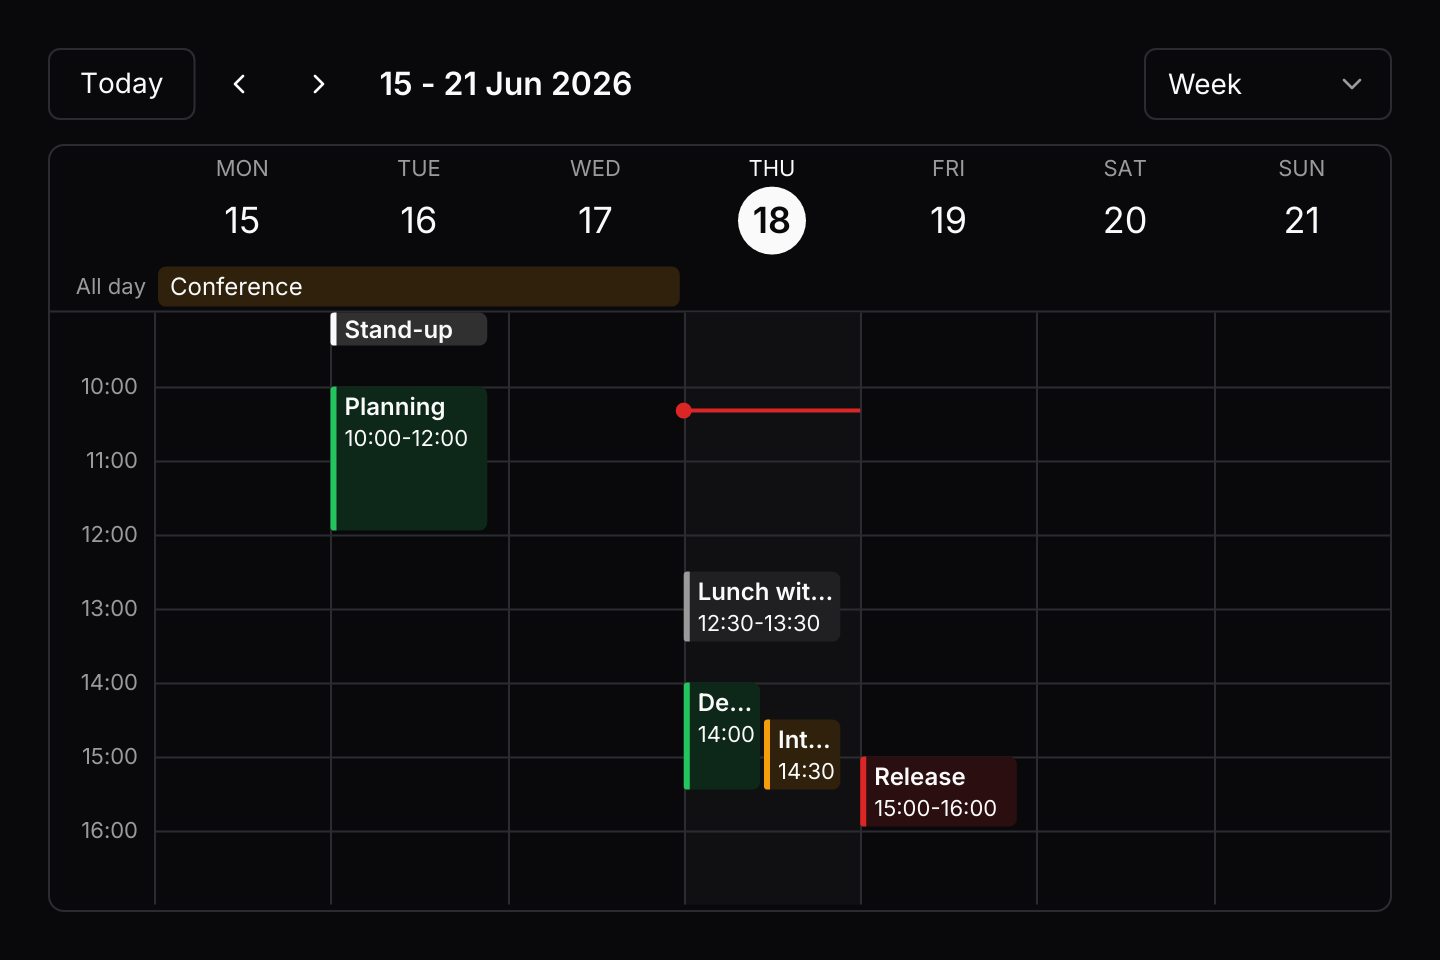 Today
15 - 21 Jun 2026
Week
MON TUE WED THU FRI SAT SUN
15 16 17 18 19 20 21
All day Conference
Stand-up
10:00
Planning
10:00-12:00
11:00
12:00
Lunch wit...
12:30-13:30
13:00
14:00
De...
14:00
Int...
14:30
15:00
Release
15:00-16:00
16:00